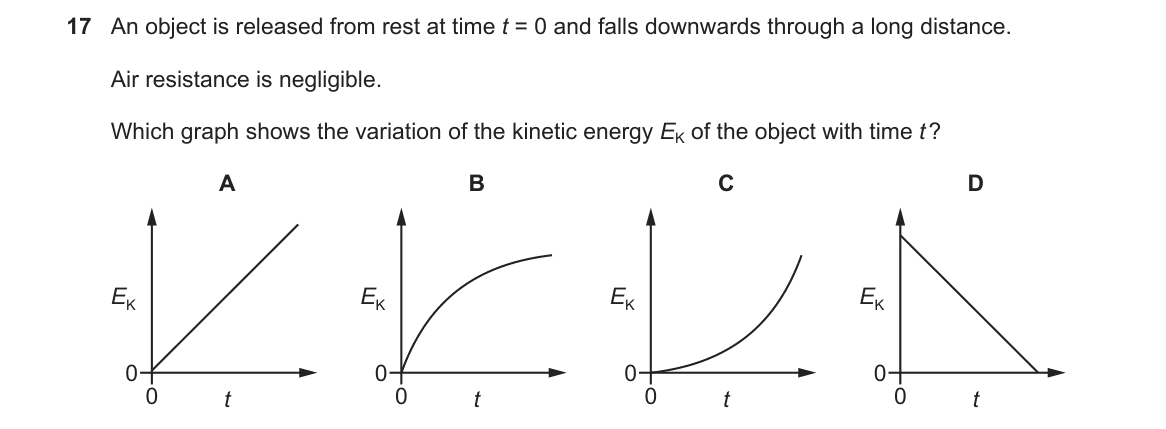 17 An object is released from rest at time t = 0 and falls downwards through a long distance.
Air resistance is negligible.
Which graph shows the variation of the kinetic energy EK of the object with time t?
A B C D
EK EK EK EK
0 0 0 0
0 t 0 t 0 t 0 t